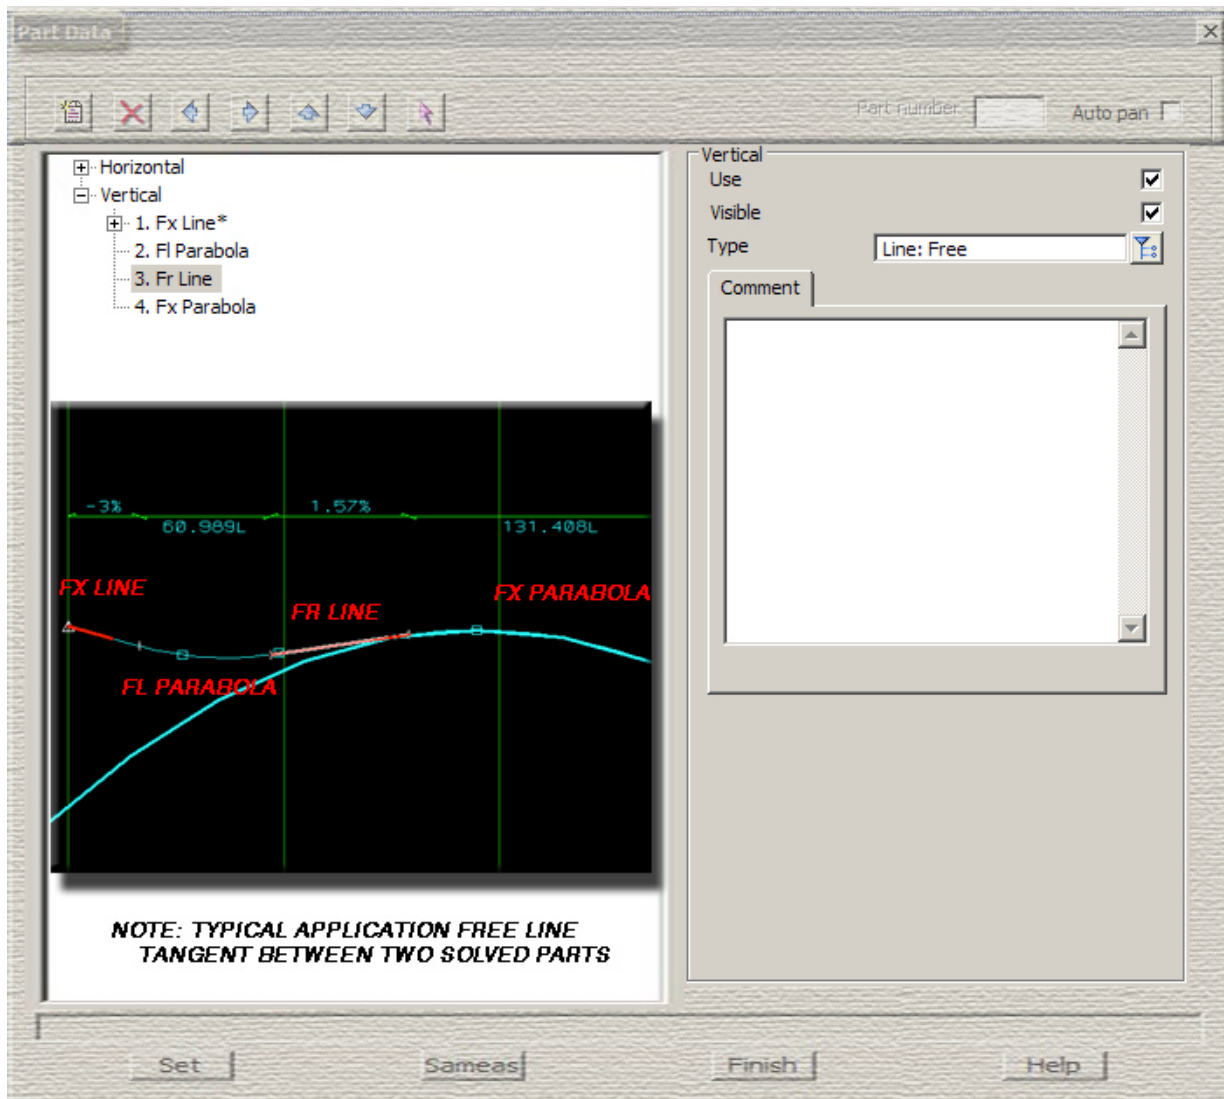 Part Data
Part number
Auto pan
Horizontal
Vertical
1. Fx Line*
2. Fl Parabola
3. Fr Line
4. Fx Parabola
-3%
60.989L
1.57%
131.408L
FX LINE
FR LINE
FX PARABOLA
FL PARABOLA
NOTE: TYPICAL APPLICATION FREE LINE
TANGENT BETWEEN TWO SOLVED PARTS
Vertical
Use
Visible
Type
Line: Free
Comment
Set
Sameas
Finish
Help